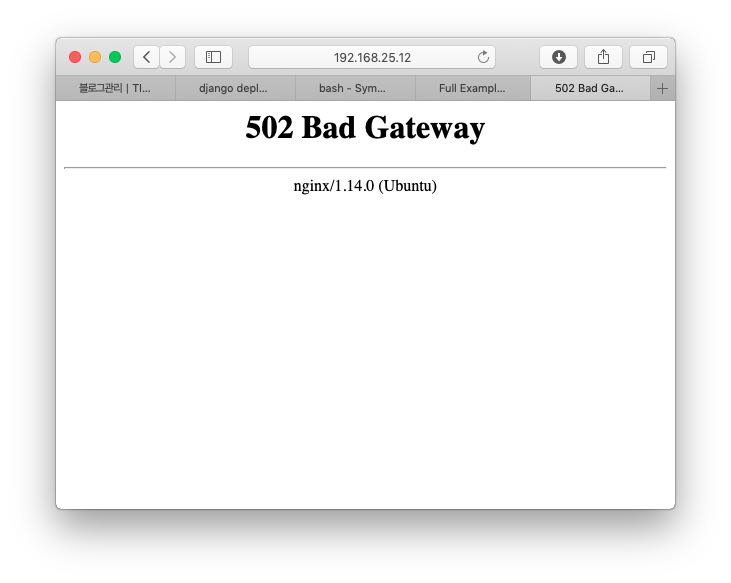 192.168.25.12
블로그관리 | TI...
django depl...
bash - Sym...
Full Exampl...
502 Bad Ga...
502 Bad Gateway
nginx/1.14.0 (Ubuntu)